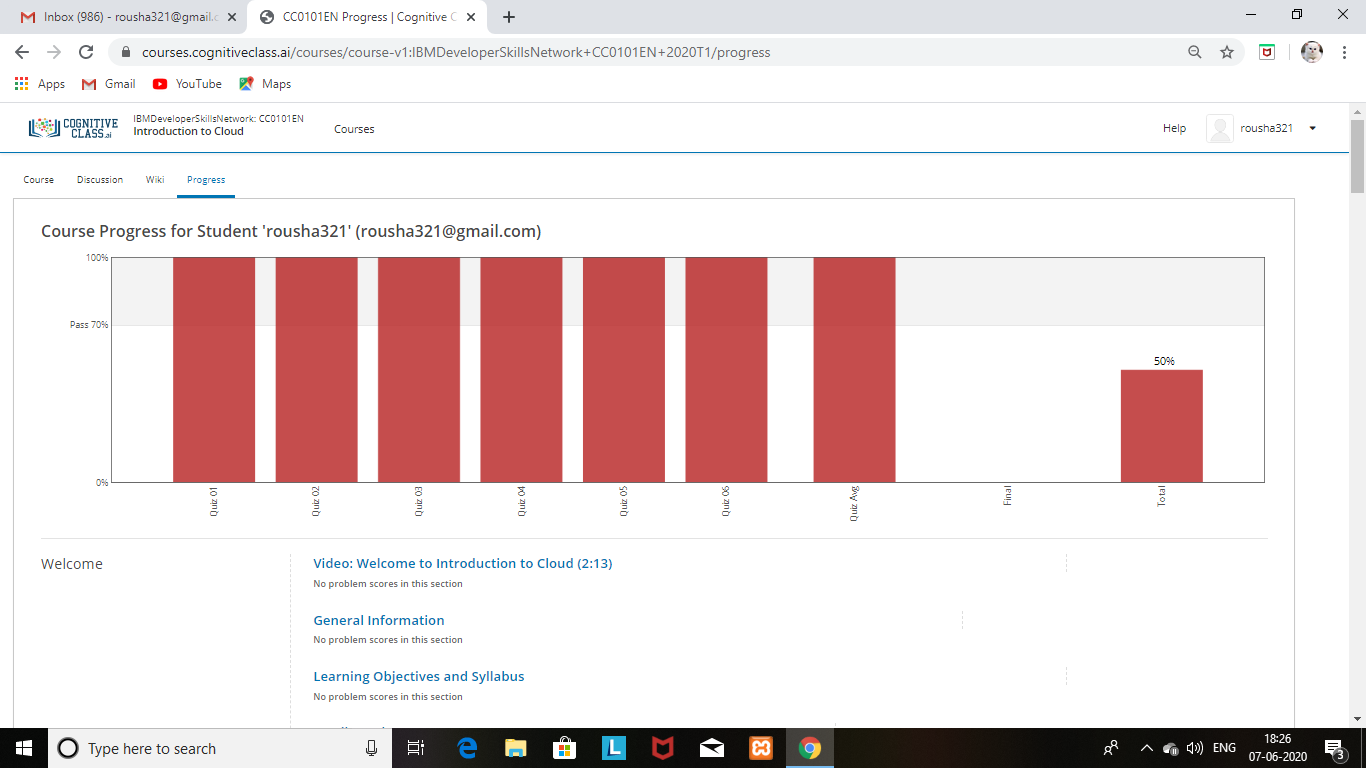 Inbox (986) - rousha321@gmail.c
CC0101EN Progress | Cognitive C
courses.cognitiveclass.ai/courses/course-v1:IBMDeveloperSkillsNetwork+CC0101EN+2020T1/progress
Apps Gmail YouTube Maps
COGNITIVE
CLASS.ai
IBMDeveloperSkillsNetwork: CC0101EN
Introduction to Cloud
Courses
Help
rousha321
Course Discussion Wiki Progress
Course Progress for Student 'rousha321' (rousha321@gmail.com)
100%
Pass 70%
50%
0%
Quiz 01
Quiz 02
Quiz 03
Quiz 04
Quiz 05
Quiz 06
Quiz Avg
Final
Total
Welcome
Video: Welcome to Introduction to Cloud (2:13)
No problem scores in this section
General Information
No problem scores in this section
Learning Objectives and Syllabus
No problem scores in this section
Type here to search
L
ENG
18:26
07-06-2020
3